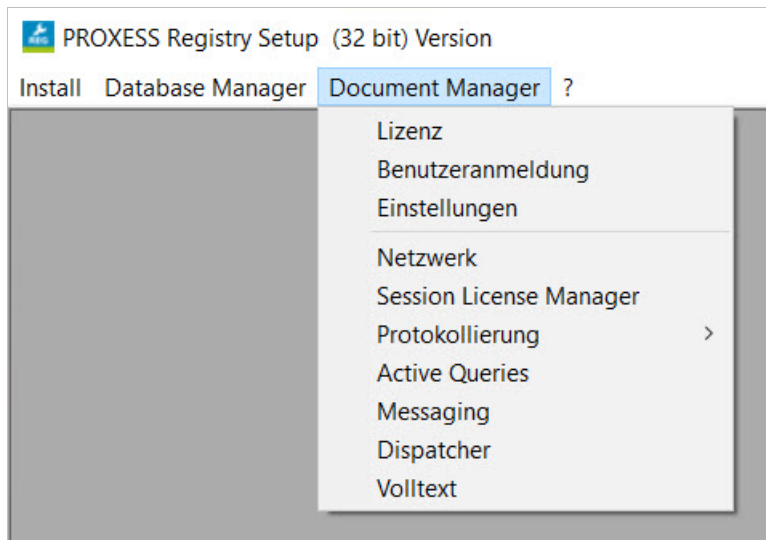 REG
PROXESS Registry Setup (32 bit) Version
Install Database Manager Document Manager ?
Lizenz
Benutzeranmeldung
Einstellungen
Netzwerk
Session License Manager
Protokollierung
Active Queries
Messaging
Dispatcher
Volltext